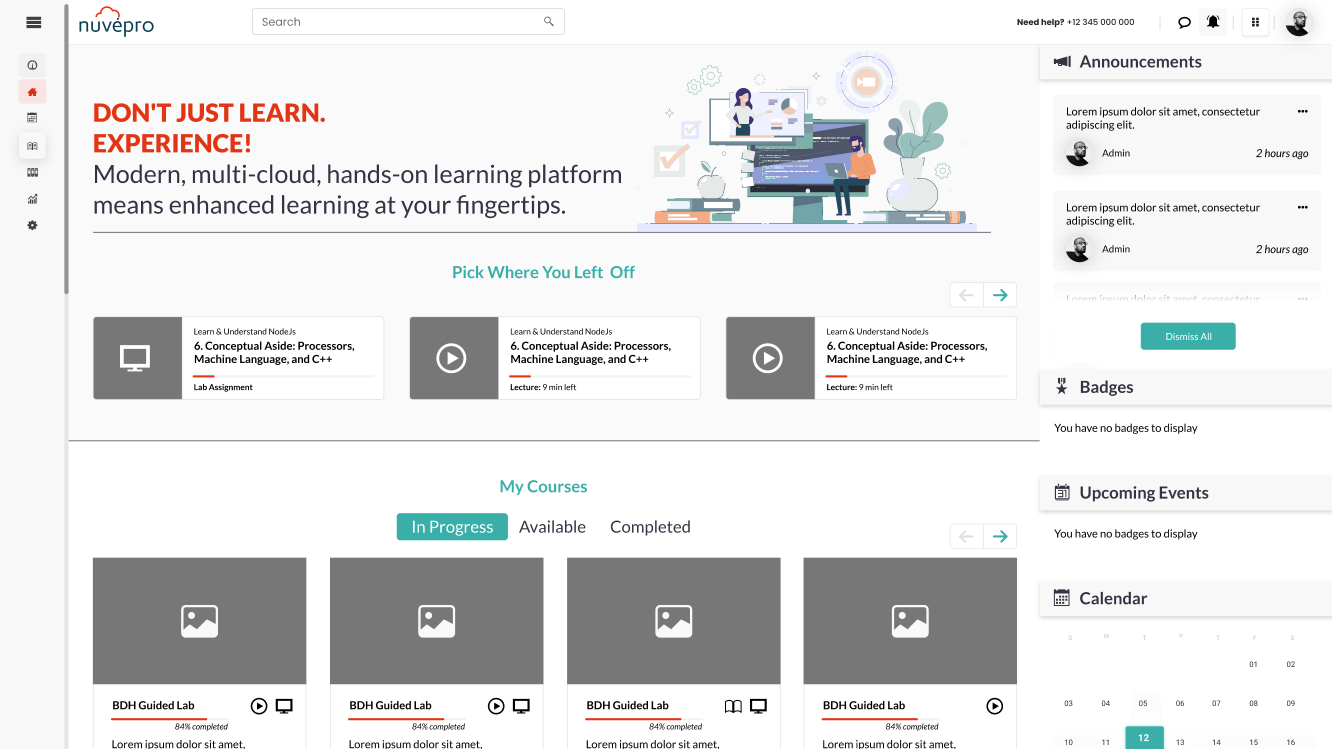 nuvepro
Search
Need help? +12 345 000 000
DON'T JUST LEARN.
EXPERIENCE!
Modern, multi-cloud, hands-on learning platform
means enhanced learning at your fingertips.
Pick Where You Left Off
Learn & Understand NodeJs
6. Conceptual Aside: Processors,
Machine Language, and C++
Lab Assignment
Learn & Understand NodeJs
6. Conceptual Aside: Processors,
Machine Language, and C++
Lecture: 9 min left
Learn & Understand NodeJs
6. Conceptual Aside: Processors,
Machine Language, and C++
Lecture: 9 min left
My Courses
In Progress Available Completed
BDH Guided Lab
84% completed
Lorem ipsum dolor sit amet,
BDH Guided Lab
84% completed
Lorem ipsum dolor sit amet,
BDH Guided Lab
84% completed
Lorem ipsum dolor sit amet,
BDH Guided Lab
84% completed
Lorem ipsum dolor sit amet,
Announcements
Lorem ipsum dolor sit amet, consectetur
adipiscing elit.
Admin 2 hours ago
Lorem ipsum dolor sit amet, consectetur
adipiscing elit.
Admin 2 hours ago
Lorem ipsum dolor sit amet, consectetur
Dismiss All
Badges
You have no badges to display
Upcoming Events
You have no badges to display
Calendar
S M T W T F S
01 02
03 04 05 06 07 08 09
10 11 12 13 14 15 16